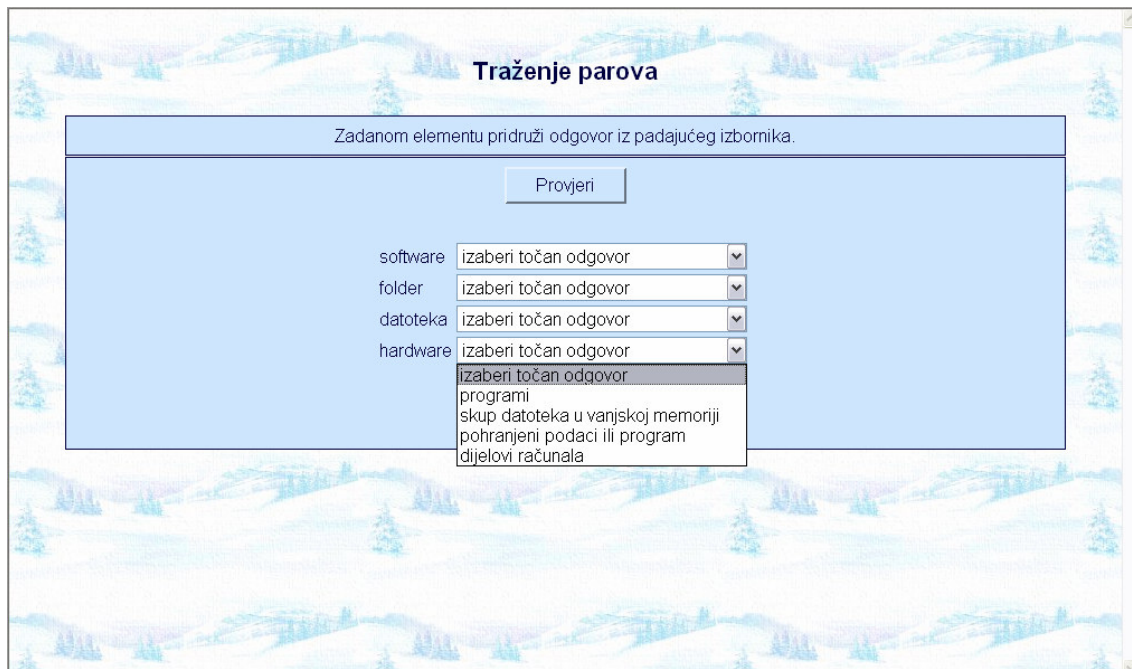 Traženje parova
Zadanom elementu pridruži odgovor iz padajućeg izbornika.
Provjeri
software izaberi točan odgovor
folder izaberi točan odgovor
datoteka izaberi točan odgovor
hardware izaberi točan odgovor
izaberi točan odgovor
programi
skup datoteka u vanjskoj memoriji
pohranjeni podaci ili program
dijelovi računala